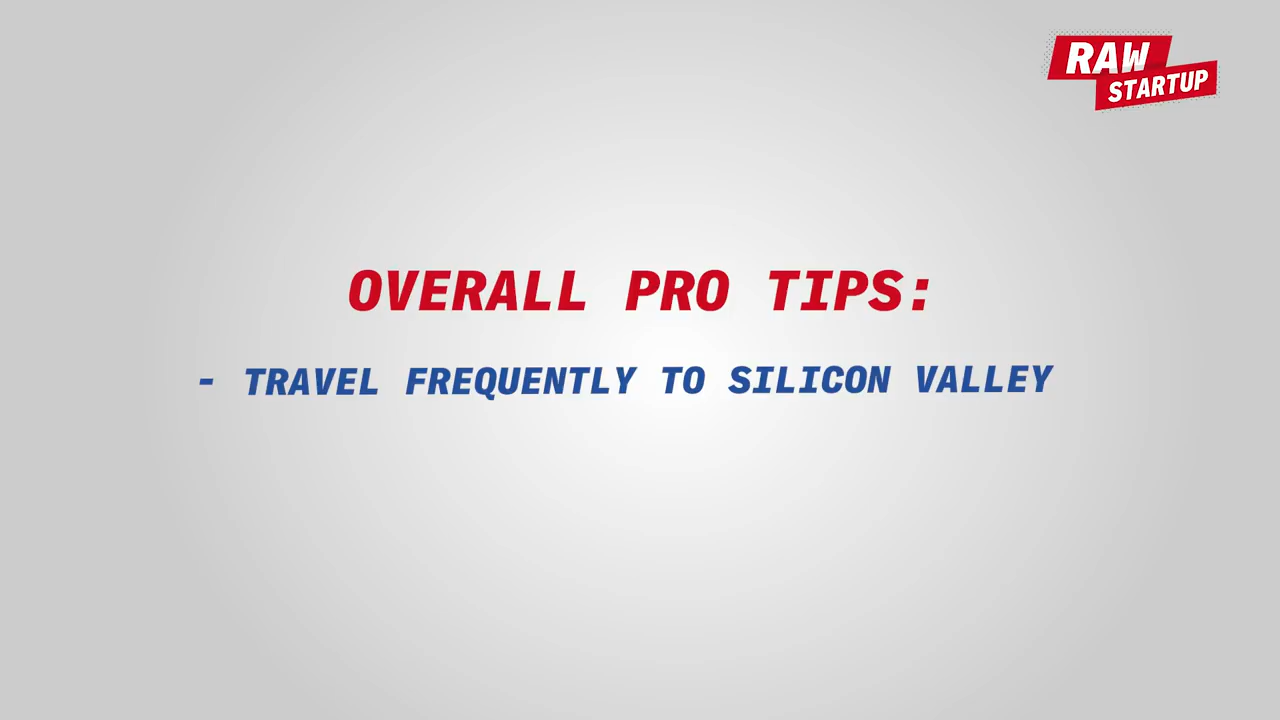 RAW
STARTUP
OVERALL PRO TIPS:
- TRAVEL FREQUENTLY TO SILICON VALLEY